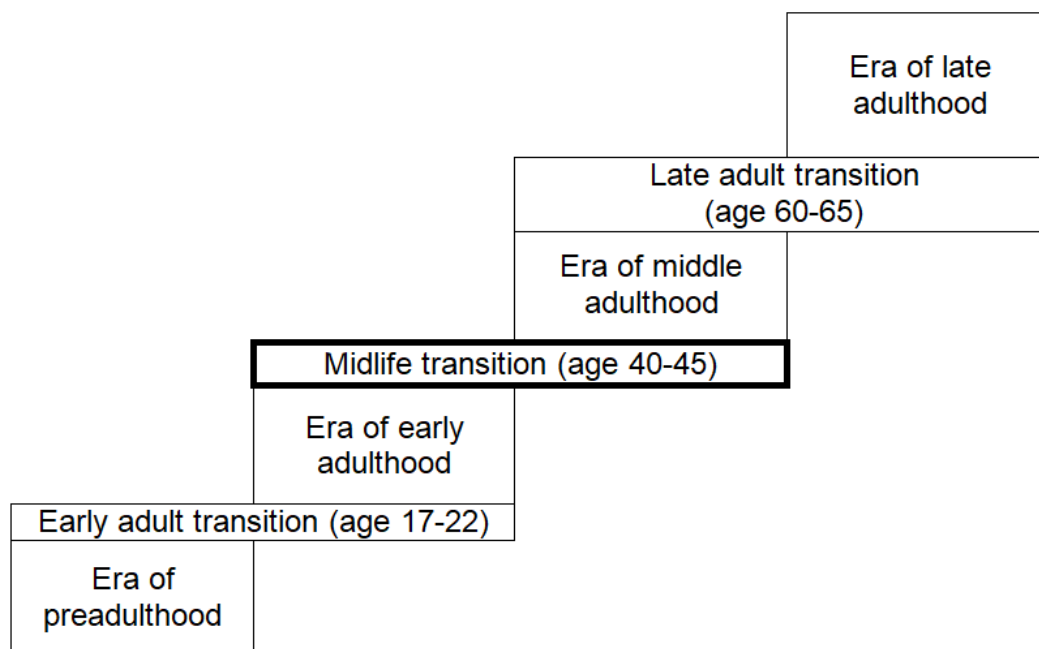 Era of late
adulthood
Late adult transition
(age 60-65)
Era of middle
adulthood
Midlife transition (age 40-45)
Era of early
adulthood
Early adult transition (age 17-22)
Era of
preadulthood